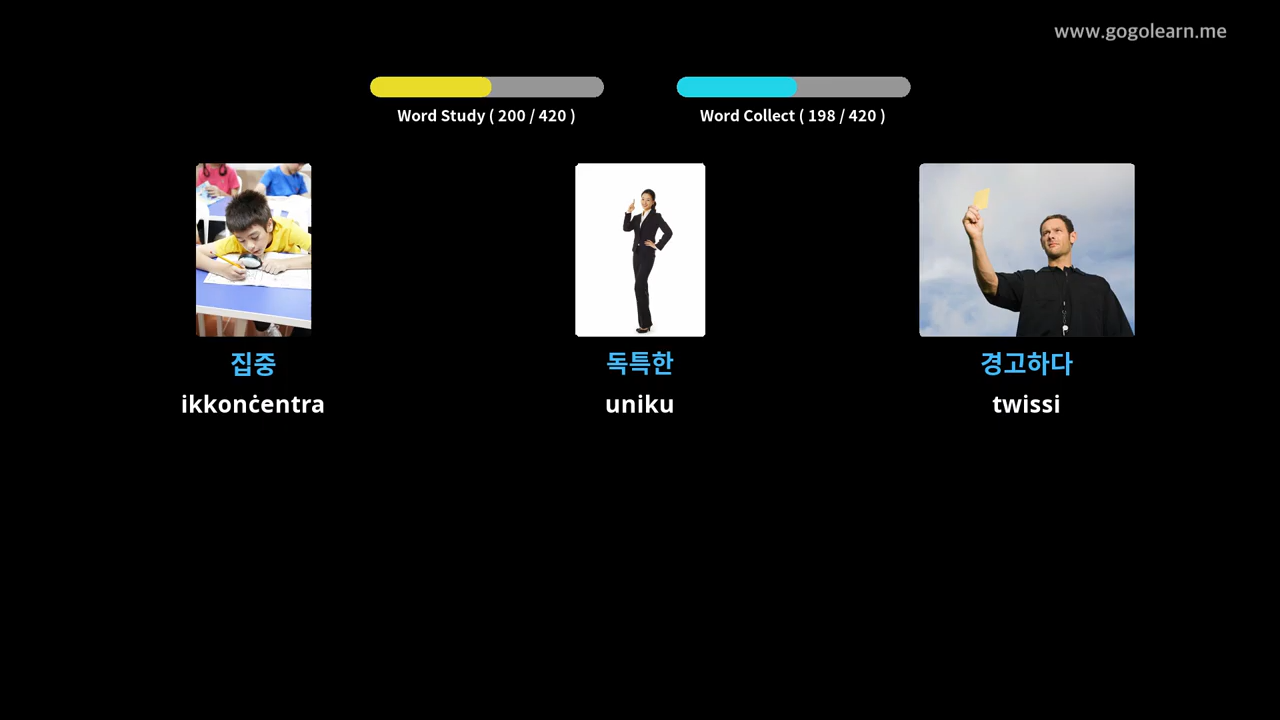 www.gogolearn.me
Word Study ( 200 / 420 )
Word Collect ( 198 / 420 )
집중
독특한
경고하다
ikkonċentra
uniku
twissi